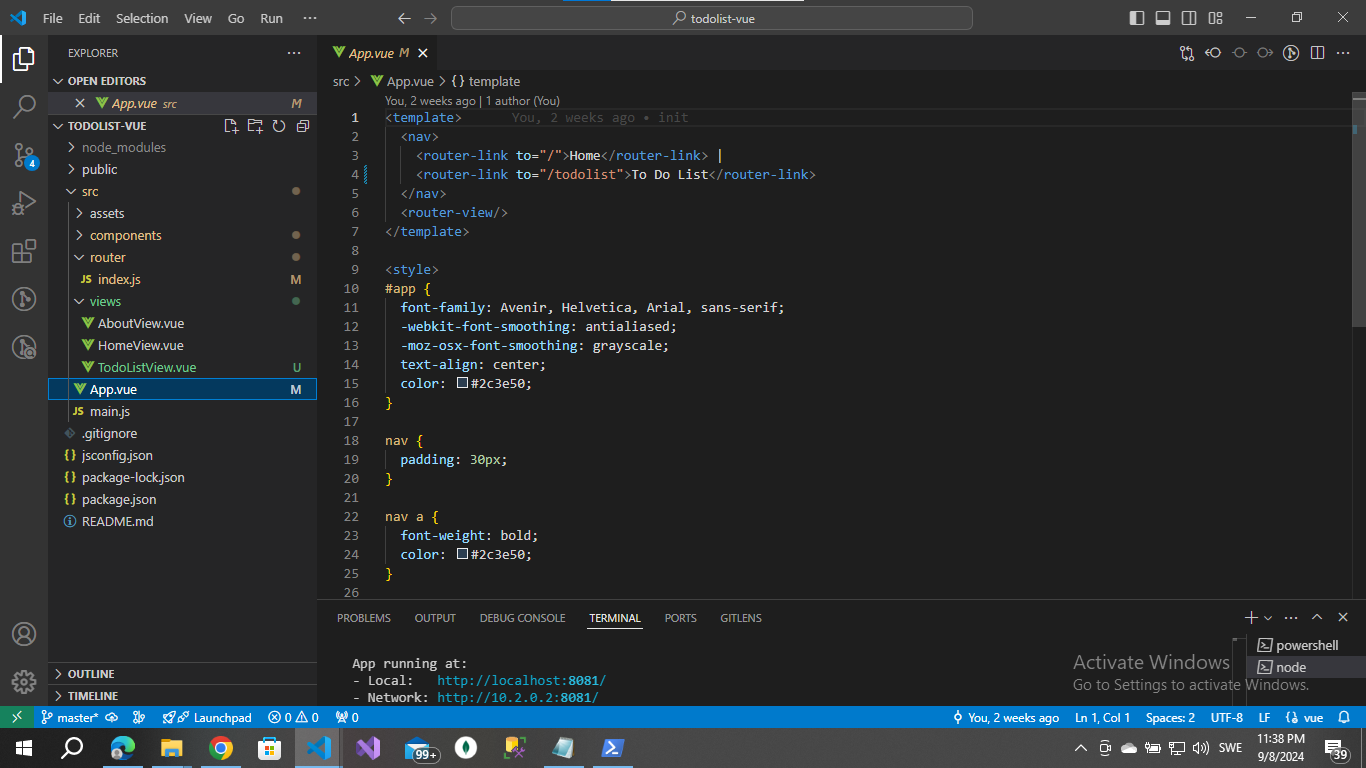 File Edit Selection View Go Run ···
todolist-vue
EXPLORER
OPEN EDITORS
App.vue src M
TODOLIST-VUE
node_modules
public
src
assets
components
router
JS index.js M
views
AboutView.vue
HomeView.vue
TodoListView.vue U
App.vue M
JS main.js
.gitignore
{} jsconfig.json
{} package-lock.json
{} package.json
README.md
OUTLINE
TIMELINE
4
App.vue M
src > App.vue > {} template
You, 2 weeks ago | 1 author (You)
1 <template> You, 2 weeks ago • init
2 <nav>
3 <router-link to="/">Home</router-link> |
4 <router-link to="/todolist">To Do List</router-link>
5 </nav>
6 <router-view/>
7 </template>
8
9 <style>
10 #app {
11 font-family: Avenir, Helvetica, Arial, sans-serif;
12 -webkit-font-smoothing: antialiased;
13 -moz-osx-font-smoothing: grayscale;
14 text-align: center;
15 color: #2c3e50;
16 }
17
18 nav {
19 padding: 30px;
20 }
21
22 nav a {
23 font-weight: bold;
24 color: #2c3e50;
25 }
26
PROBLEMS OUTPUT DEBUG CONSOLE TERMINAL PORTS GITLENS
App running at:
- Local: http://localhost:8081/
- Network: http://10.2.0.2:8081/
powershell
node
Activate Windows
Go to Settings to activate Windows.
master* Launchpad 0 0 0
You, 2 weeks ago Ln 1, Col 1 Spaces: 2 UTF-8 LF vue
99+
SWE
11:38 PM
9/8/2024
39